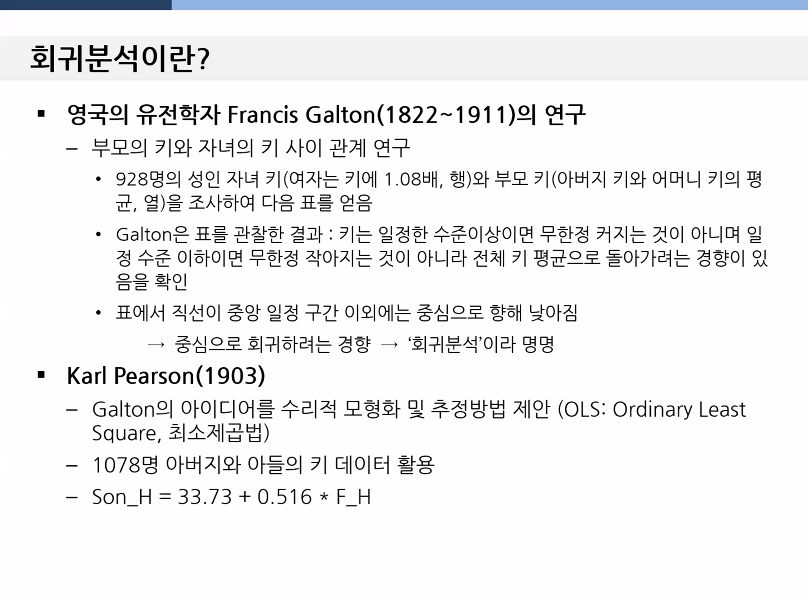 회귀분석이란?
▪ 영국의 유전학자 Francis Galton(1822~1911)의 연구
– 부모의 키와 자녀의 키 사이 관계 연구
• 928명의 성인 자녀 키(여자는 키에 1.08배, 행)와 부모 키(아버지 키와 어머니 키의 평
균, 열)을 조사하여 다음 표를 얻음
• Galton은 표를 관찰한 결과 : 키는 일정한 수준이상이면 무한정 커지는 것이 아니며 일
정 수준 이하이면 무한정 작아지는 것이 아니라 전체 키 평균으로 돌아가려는 경향이 있
음을 확인
• 표에서 직선이 중앙 일정 구간 이외에는 중심으로 향해 낮아짐
→ 중심으로 회귀하려는 경향 → ‘회귀분석’이라 명명
▪ Karl Pearson(1903)
– Galton의 아이디어를 수리적 모형화 및 추정방법 제안 (OLS: Ordinary Least
Square, 최소제곱법)
– 1078명 아버지와 아들의 키 데이터 활용
– Son_H = 33.73 + 0.516 * F_H